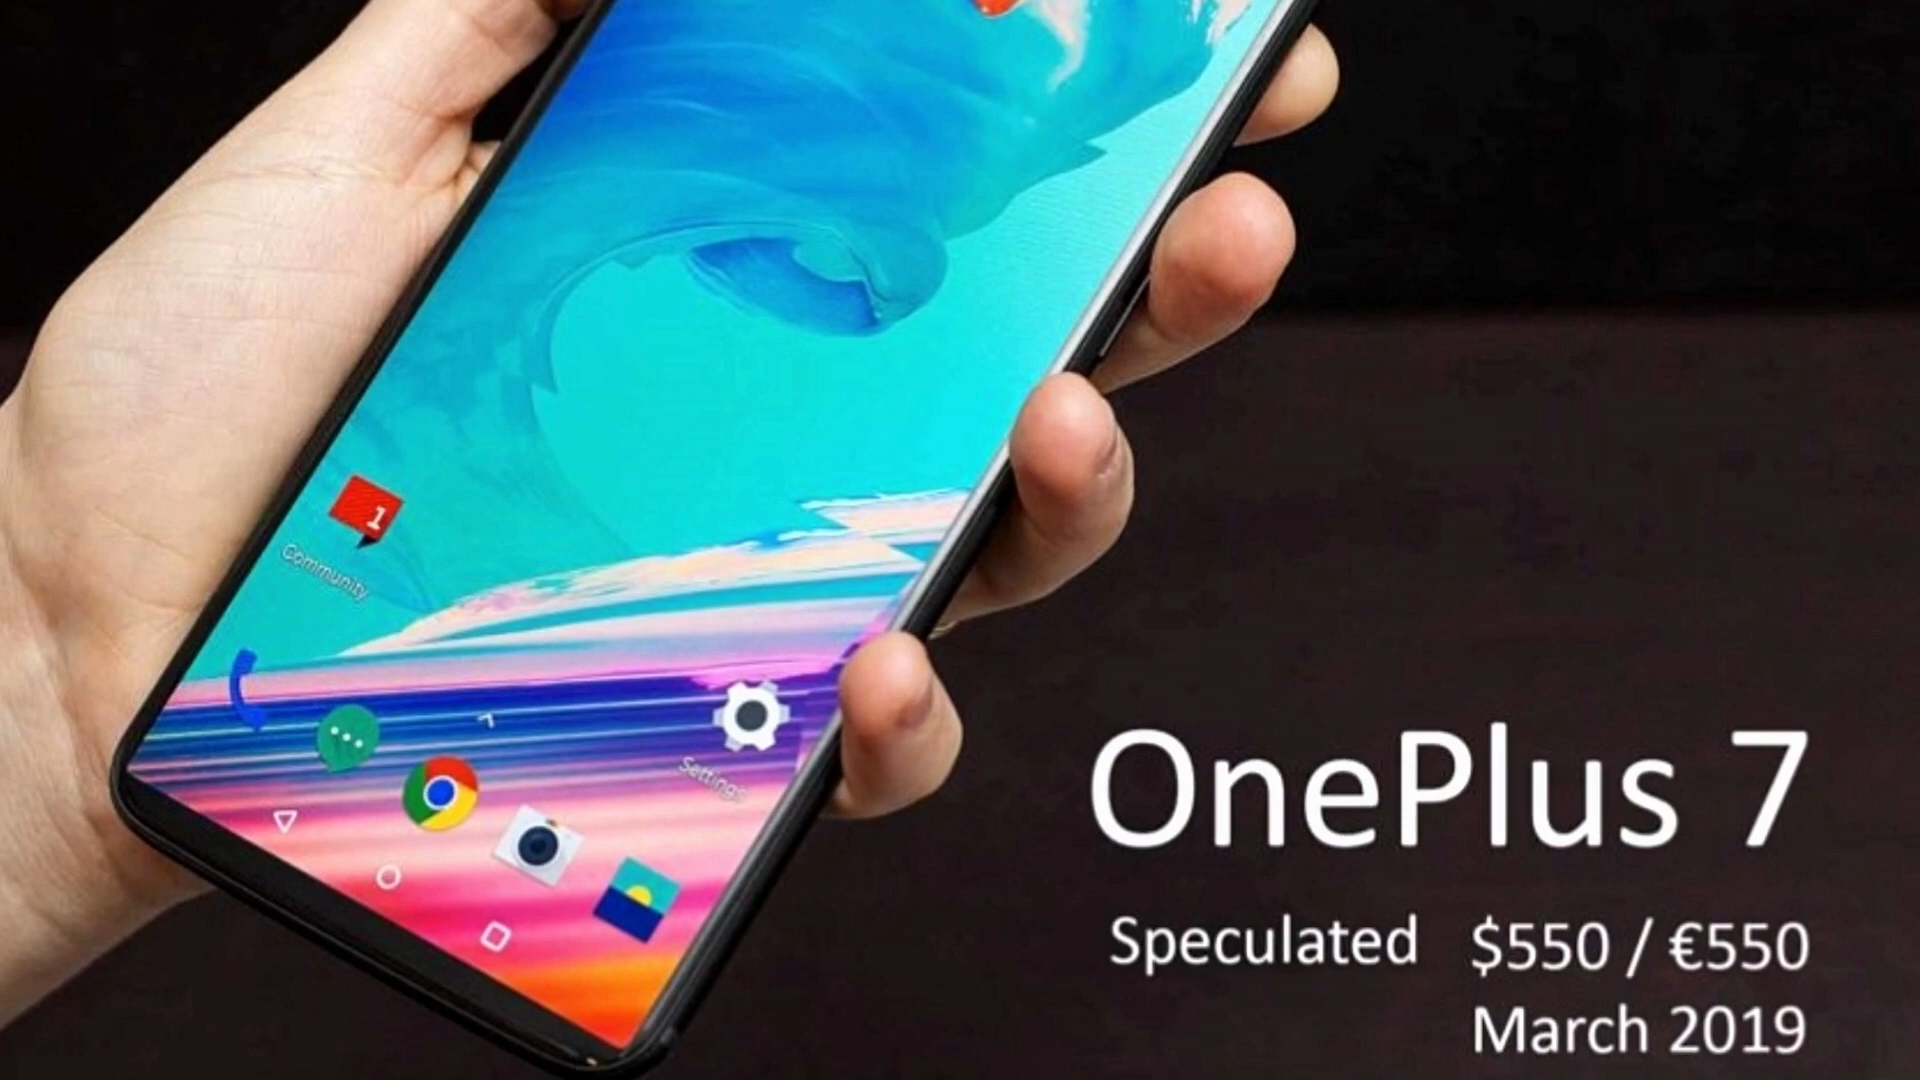 1
Community
Settings
OnePlus 7
Speculated $550 / €550
March 2019